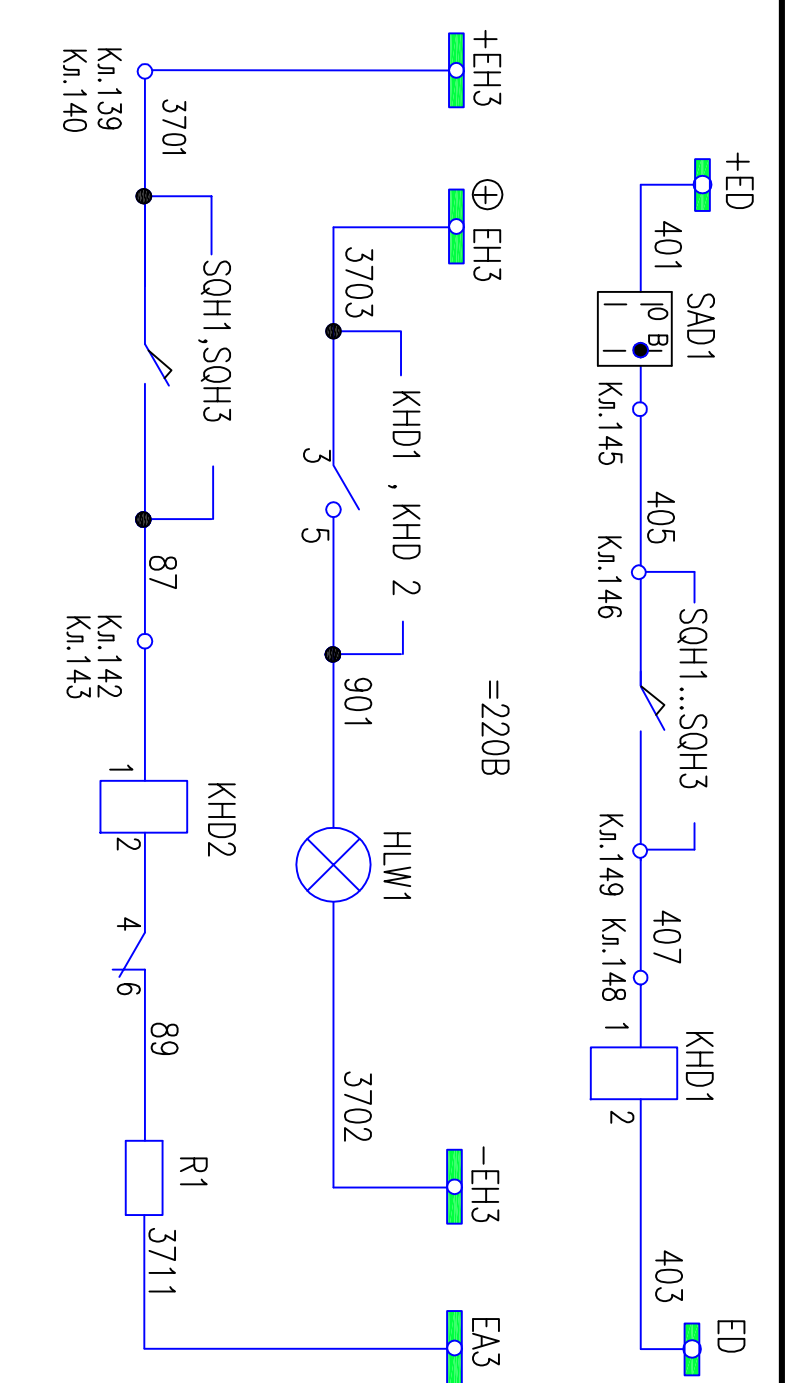 +ED
401
SAD1
0 В
Кл.145
405
Кл.146
SQH1...SQH3
Кл.149
407
Кл.148
1
KHD1
2
403
ED
=220В
+EH3
⊕ EH3
3703
KHD1 , KHD 2
3
5
901
HLW1
3702
-EH3
EA3
Кл.139
Кл.140
3701
SQH1,SQH3
87
Кл.142
Кл.143
1
KHD2
2
4
6
89
R1
3711